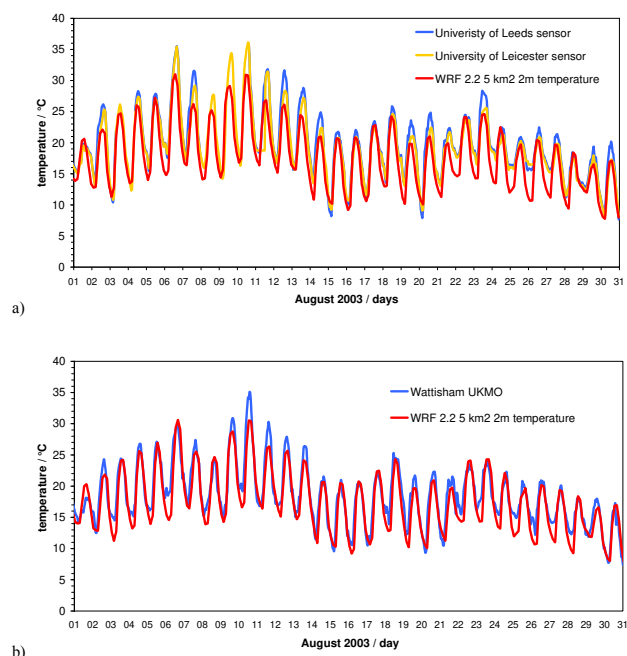 40
35
30
25
20
15
10
5
0
temperature / °C
Univeristy of Leeds sensor
University of Leicester sensor
WRF 2.2 5 km2 2m temperature
01 02 03 04 05 06 07 08 09 10 11 12 13 14 15 16 17 18 19 20 21 22 23 24 25 26 27 28 29 30 31
August 2003 / days
a)
40
35
30
25
20
15
10
5
0
temperature / °C
Wattisham UKMO
WRF 2.2 5 km2 2m temperature
01 02 03 04 05 06 07 08 09 10 11 12 13 14 15 16 17 18 19 20 21 22 23 24 25 26 27 28 29 30 31
August 2003 / day
b)